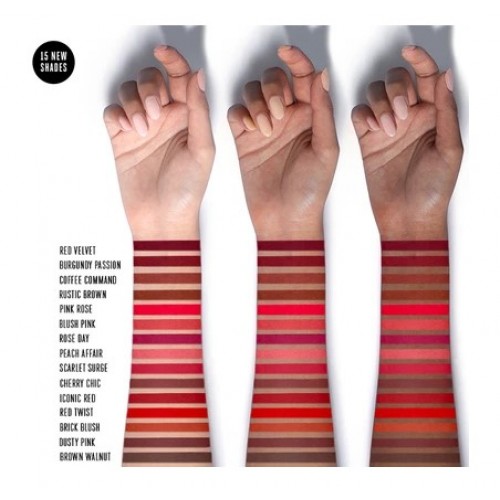 15 NEW
SHADES
RED VELVET
BURGUNDY PASSION
COFFEE COMMAND
RUSTIC BROWN
PINK ROSE
BLUSH PINK
ROSE DAY
PEACH AFFAIR
SCARLET SURGE
CHERRY CHIC
ICONIC RED
RED TWIST
BRICK BLUSH
DUSTY PINK
BROWN WALNUT